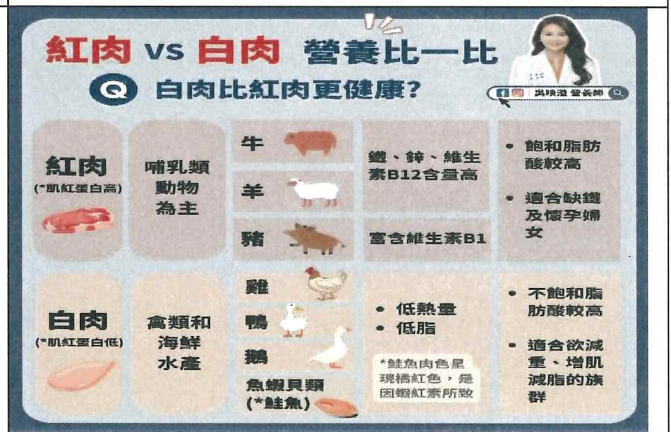 紅肉 vs 白肉 營養比一比
Q 白肉比紅肉更健康?
吳映澄 營養師
紅肉
(*肌紅蛋白高)
哺乳類
動物
為主
牛
羊
豬
鐵、鋅、維生
素B12含量高
富含維生素B1
• 飽和脂肪
酸較高
• 適合缺鐵
及懷孕婦
女
白肉
(*肌紅蛋白低)
禽類和
海鮮
水產
雞
鴨
鵝
魚蝦貝類
(*鮭魚)
• 低熱量
• 低脂
*鮭魚肉色呈
現橘紅色,是
因蝦紅素所致
• 不飽和脂
肪酸較高
• 適合欲減
重、增肌
減脂的族
群